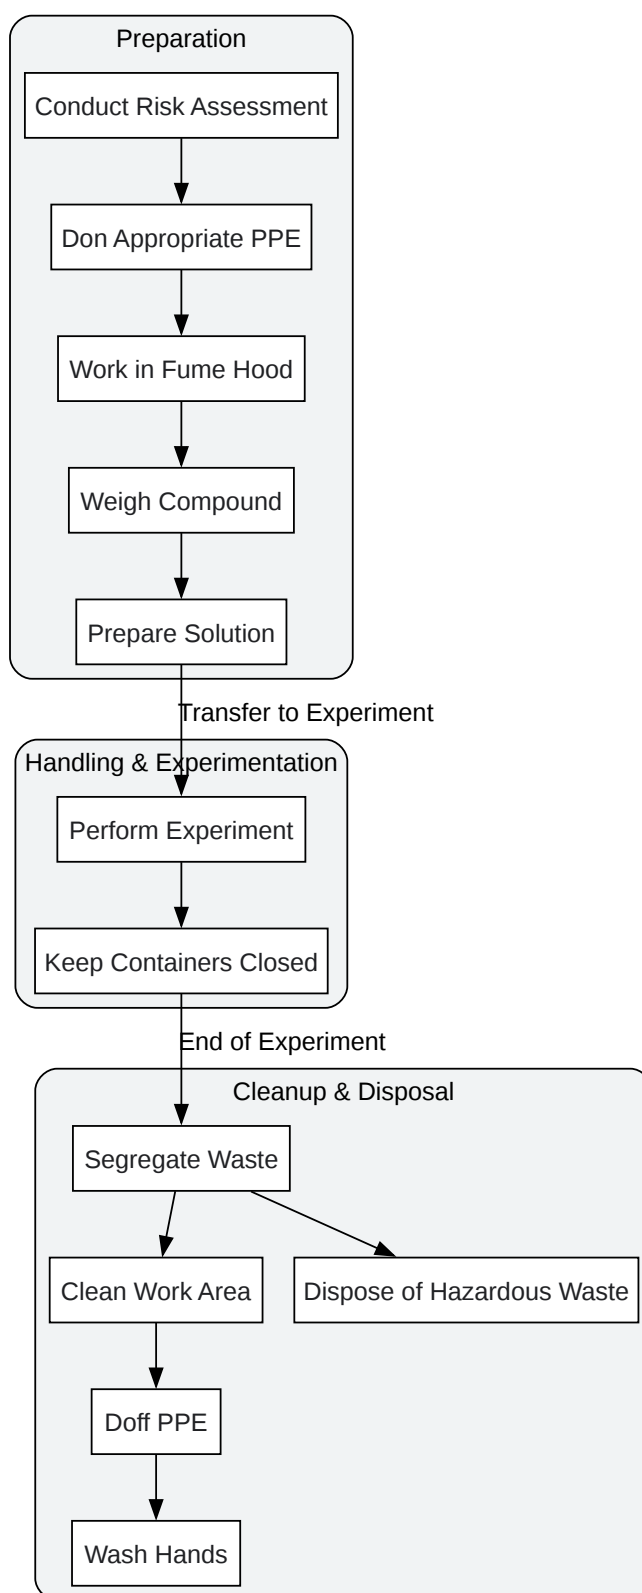 Preparation
Conduct Risk Assessment
Don Appropriate PPE
Work in Fume Hood
Weigh Compound
Prepare Solution
Transfer to Experiment
Handling & Experimentation
Perform Experiment
Keep Containers Closed
End of Experiment
Cleanup & Disposal
Segregate Waste
Clean Work Area
Dispose of Hazardous Waste
Doff PPE
Wash Hands